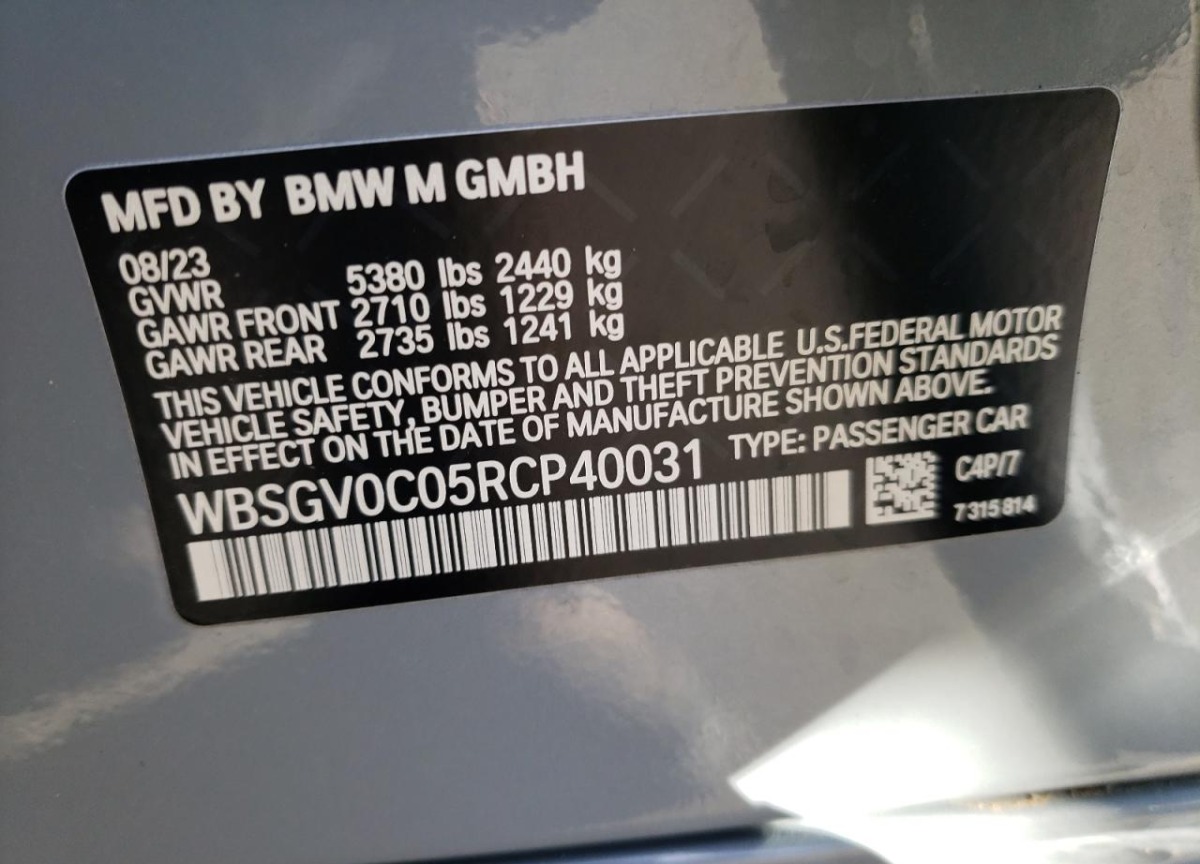 MFD BY BMW M GMBH
08/23
GVWR 5380 lbs 2440 kg
GAWR FRONT 2710 lbs 1229 kg
GAWR REAR 2735 lbs 1241 kg
THIS VEHICLE CONFORMS TO ALL APPLICABLE U.S.FEDERAL MOTOR
VEHICLE SAFETY, BUMPER AND THEFT PREVENTION STANDARDS
IN EFFECT ON THE DATE OF MANUFACTURE SHOWN ABOVE.
WBSGV0C05RCP40031 TYPE: PASSENGER CAR
C4P/7
7315814